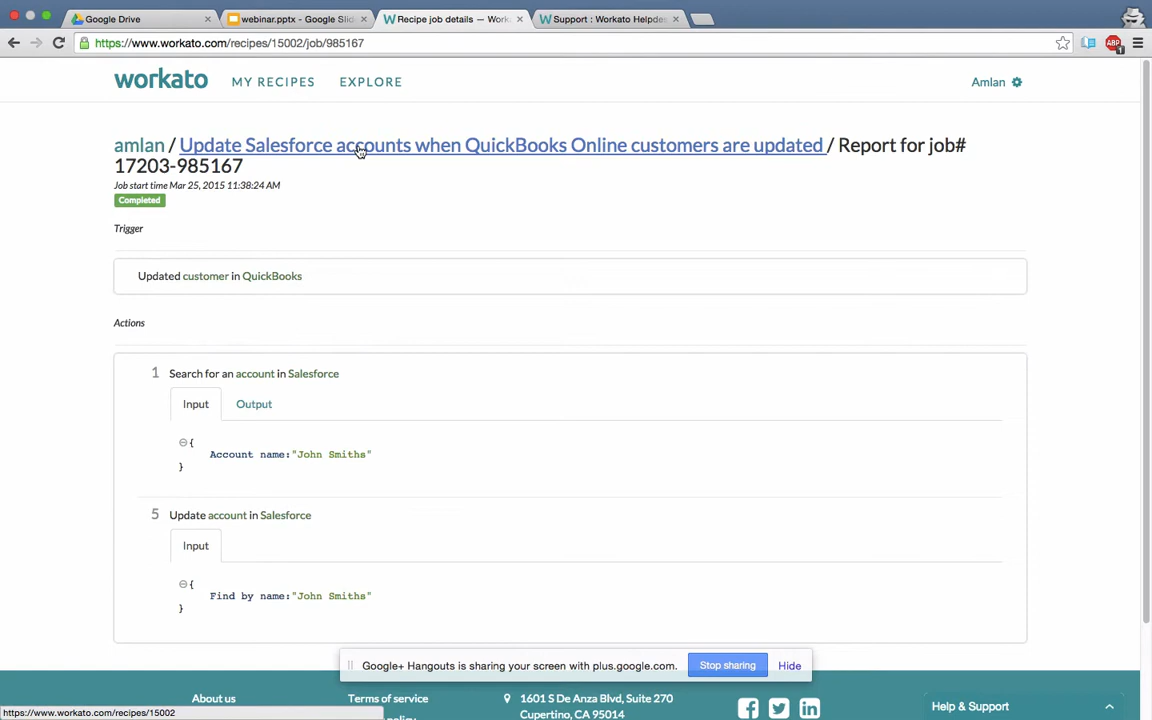 Google Drive
webinar.pptx - Google Slid
Recipe job details — Work
Support : Workato Helpdes
https://www.workato.com/recipes/15002/job/985167
ABP
1
workato
MY RECIPES
EXPLORE
Amlan
amlan / Update Salesforce accounts when QuickBooks Online customers are updated / Report for job#
17203-985167
Job start time Mar 25, 2015 11:38:24 AM
Completed
Trigger
Updated customer in QuickBooks
Actions
1 Search for an account in Salesforce
Input Output
{
Account name:"John Smiths"
}
5 Update account in Salesforce
Input
{
Find by name:"John Smiths"
}
Google+ Hangouts is sharing your screen with plus.google.com.
Stop sharing
Hide
About us
Terms of service
1601 S De Anza Blvd, Suite 270
Cupertino, CA 95014
Help & Support
https://www.workato.com/recipes/15002